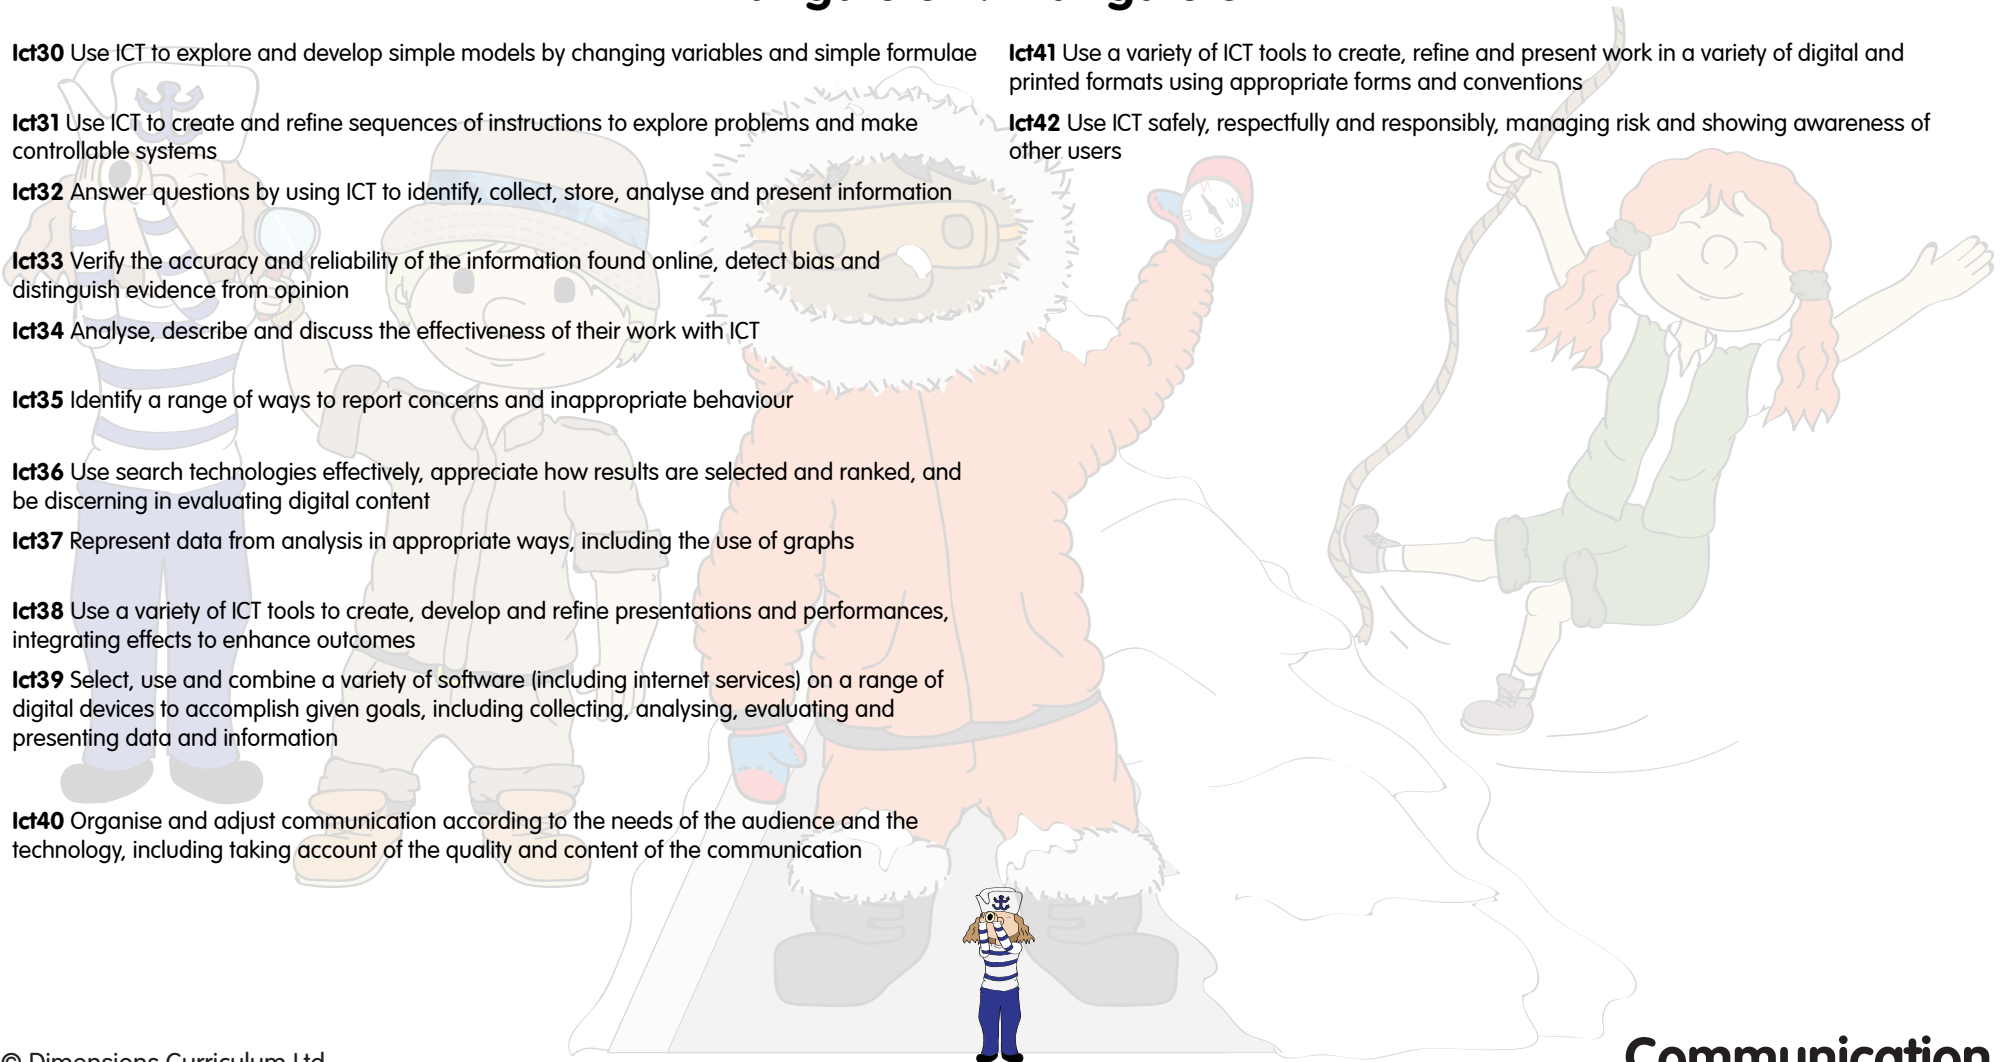 Ict30 Use ICT to explore and develop simple models by changing variables and simple formulae
Ict31 Use ICT to create and refine sequences of instructions to explore problems and make
controllable systems
Ict32 Answer questions by using ICT to identify, collect, store, analyse and present information
Ict33 Verify the accuracy and reliability of the information found online, detect bias and
distinguish evidence from opinion
Ict34 Analyse, describe and discuss the effectiveness of their work with ICT
Ict35 Identify a range of ways to report concerns and inappropriate behaviour
Ict36 Use search technologies effectively, appreciate how results are selected and ranked, and
be discerning in evaluating digital content
Ict37 Represent data from analysis in appropriate ways, including the use of graphs
Ict38 Use a variety of ICT tools to create, develop and refine presentations and performances,
integrating effects to enhance outcomes
Ict39 Select, use and combine a variety of software (including internet services) on a range of
digital devices to accomplish given goals, including collecting, analysing, evaluating and
presenting data and information
Ict40 Organise and adjust communication according to the needs of the audience and the
technology, including taking account of the quality and content of the communication
Ict41 Use a variety of ICT tools to create, refine and present work in a variety of digital and
printed formats using appropriate forms and conventions
Ict42 Use ICT safely, respectfully and responsibly, managing risk and showing awareness of
other users
N
E
W
S
© Dimensions Curriculum Ltd
Communication